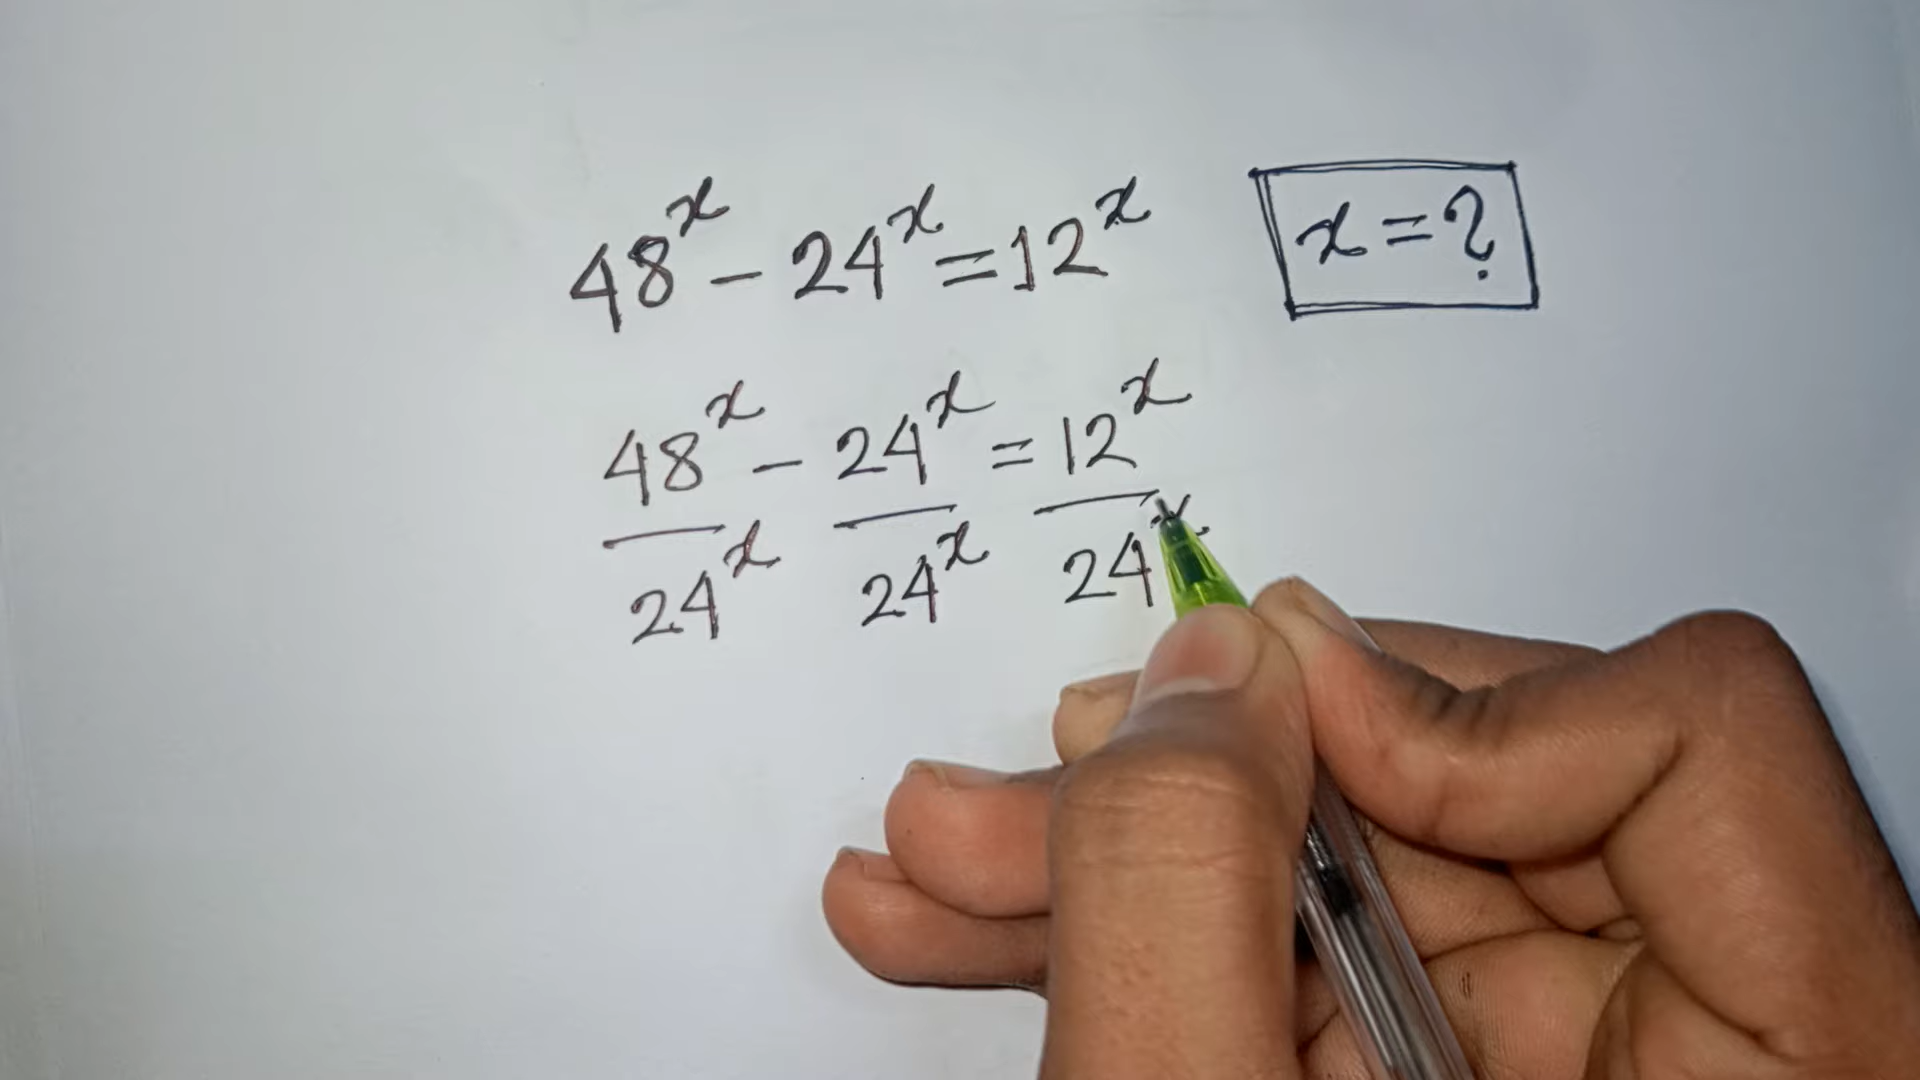 48^x - 24^x = 12^x
x = ?
48^x - 24^x = 12^x
24^x 24^x 24^x